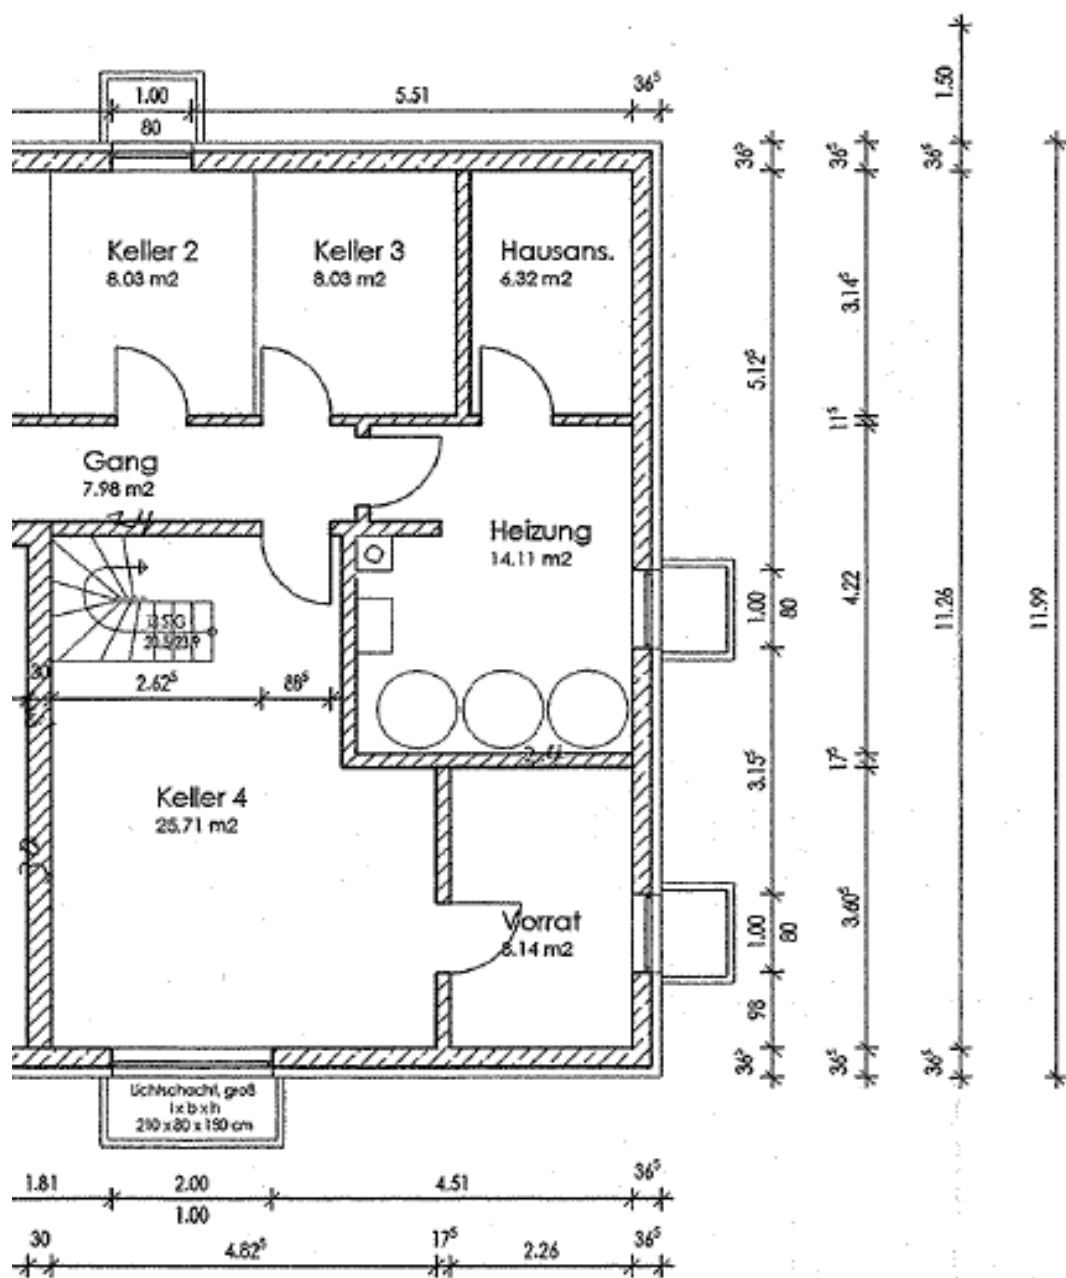 1.00
5.51
36⁵
80
1.50
36⁵
36⁵
36⁵
Keller 2
8.03 m2
Keller 3
8.03 m2
Hausans.
6.32 m2
3.14⁵
5.12⁵
11⁵
Gang
7.98 m2
Heizung
14.11 m2
1.00
80
4.22
11.26
11.99
30
2.62⁵
88⁵
2.4
3.15⁵
17⁵
Keller 4
25.71 m2
Vorrat
8.14 m2
1.00
80
3.60⁵
98
36⁵
36⁵
36⁵
Lichtschacht, groß
l x b x h
210 x 80 x 150 cm
1.81
2.00
4.51
36⁵
1.00
30
4.82⁵
17⁵
2.26
36⁵